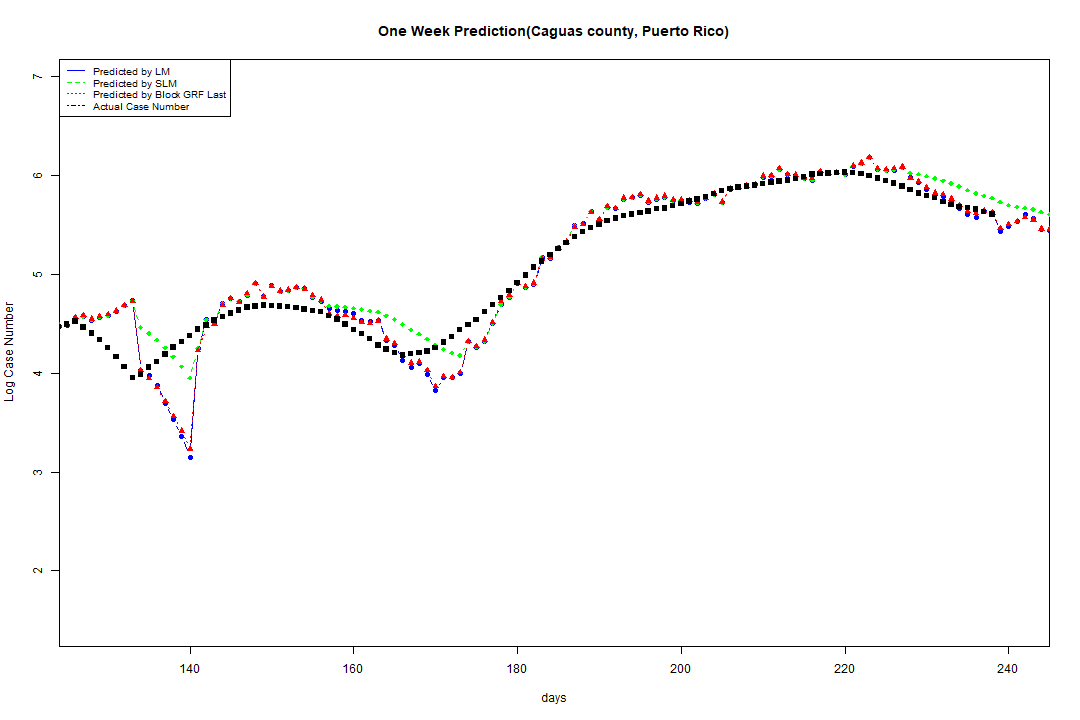 One Week Prediction(Caguas county, Puerto Rico)
Predicted by LM
Predicted by SLM
Predicted by Block GRF Last
Actual Case Number
7
6
5
4
3
2
Log Case Number
140 160 180 200 220 240
days